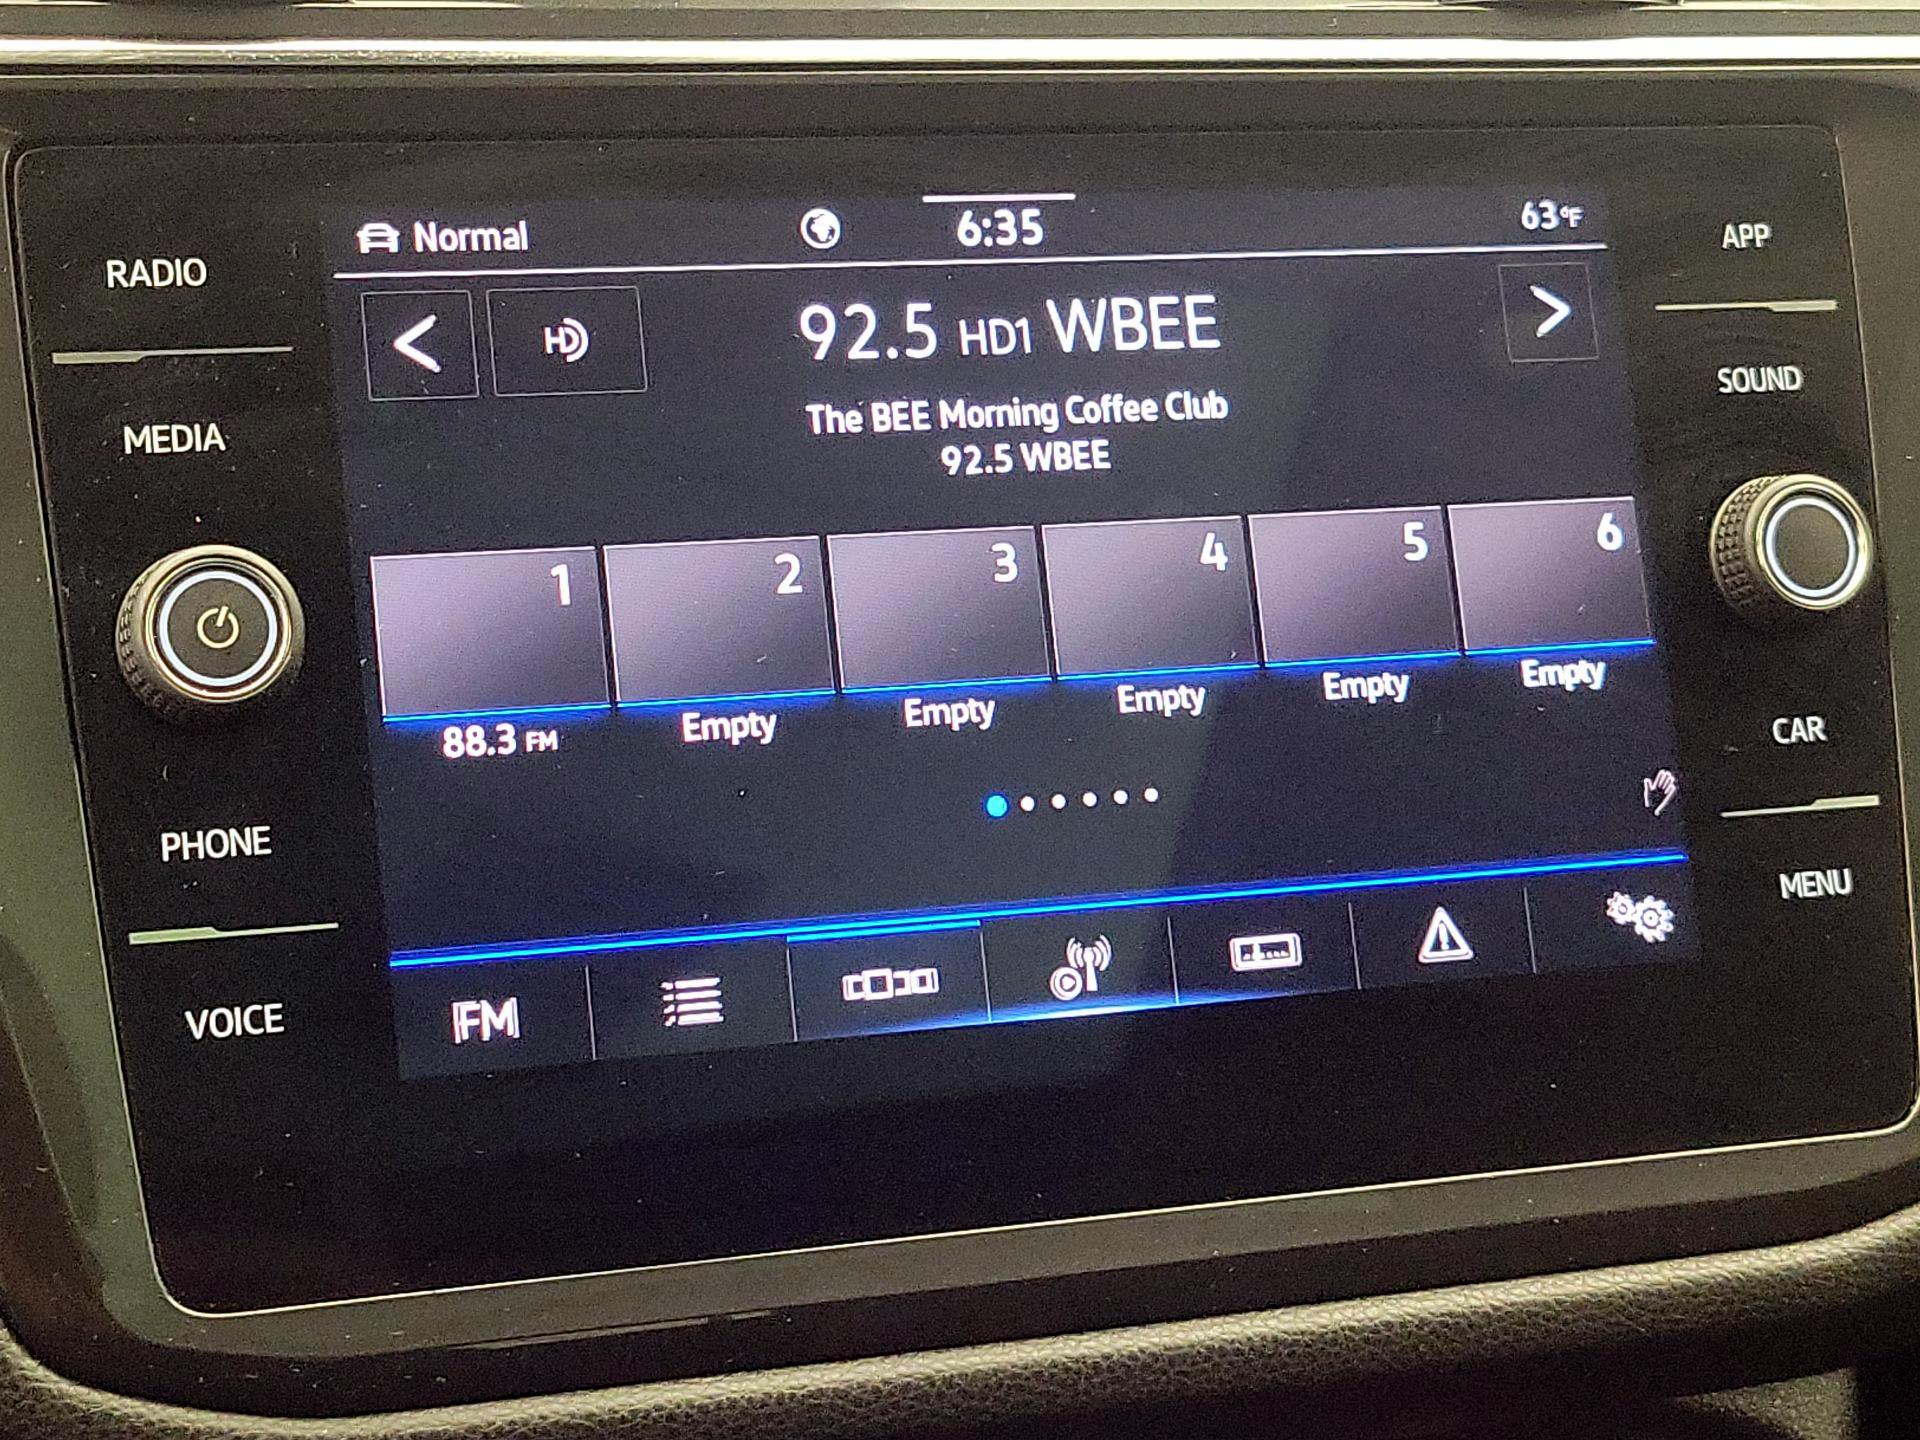 Normal
6:35
63°F
APP
RADIO
HD
92.5 HD1 WBEE
SOUND
The BEE Morning Coffee Club
MEDIA
92.5 WBEE
1
2
3
4
5
6
88.3 FM
Empty
Empty
Empty
Empty
Empty
CAR
PHONE
MENU
FM
VOICE